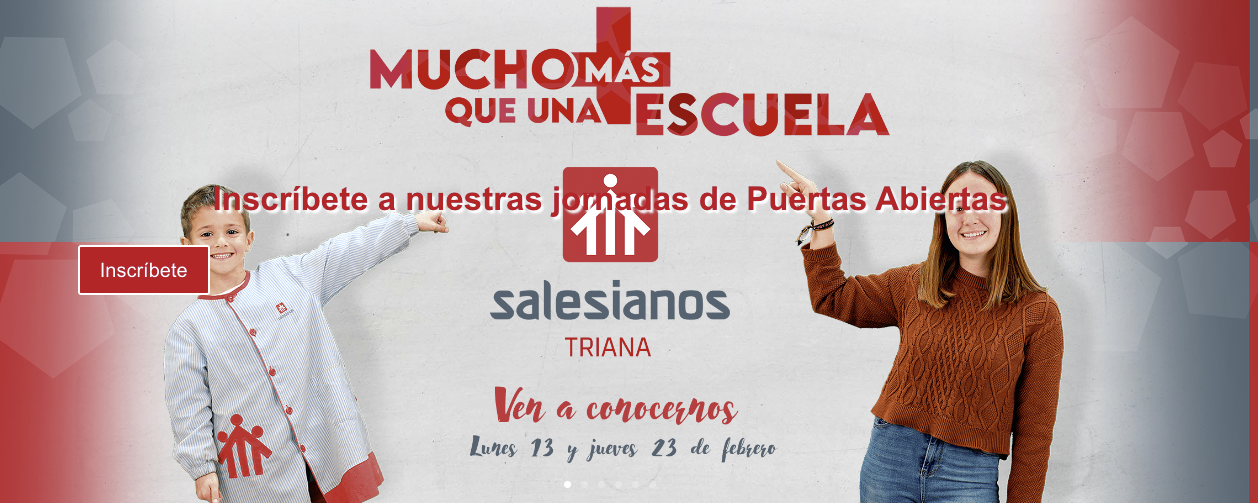 MUCHO MÁS
QUE UNA ESCUELA
Inscríbete a nuestras jornadas de Puertas Abiertas
Inscríbete
salesianos
TRIANA
Ven a conocernos
Lunes 13 y jueves 23 de febrero